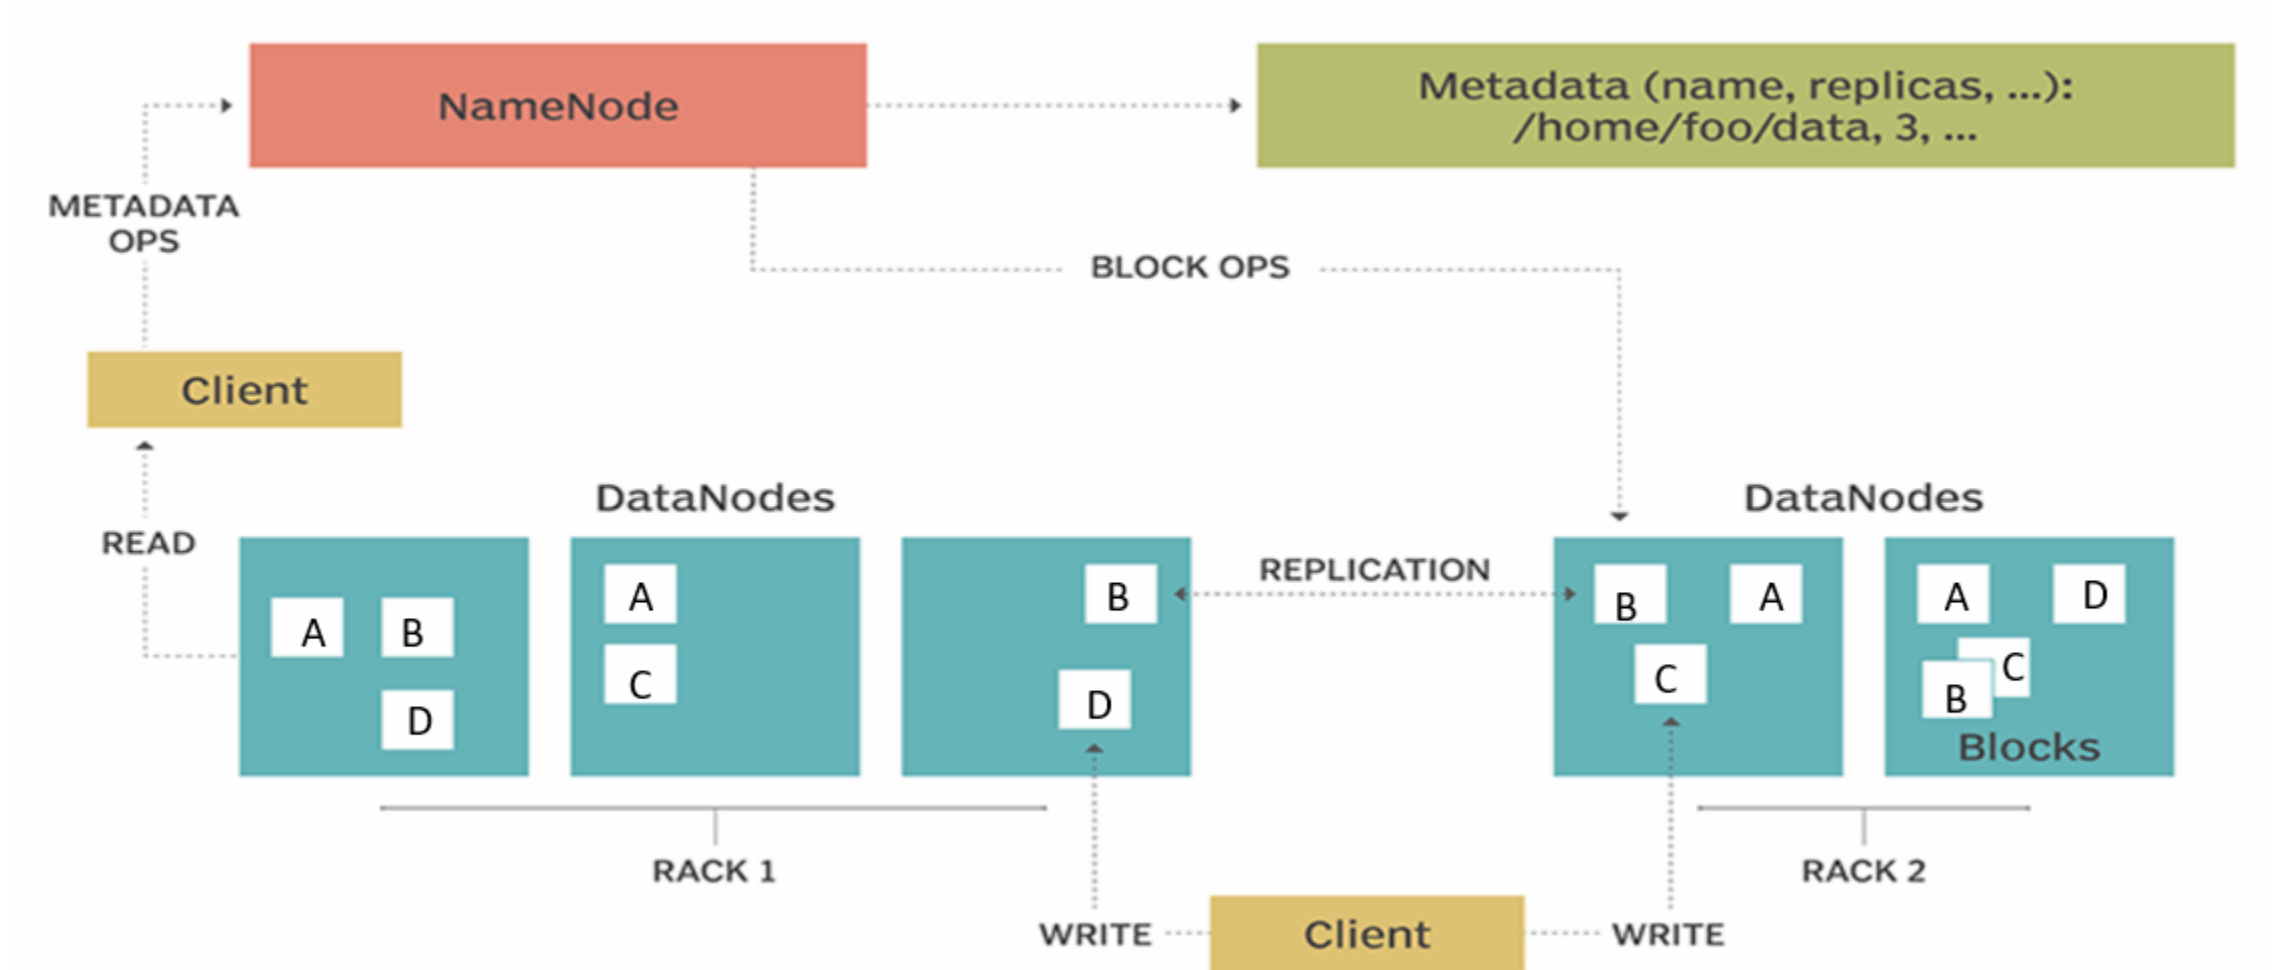 NameNode
Metadata (name, replicas, ...):
/home/foo/data, 3, ...
METADATA
OPS
BLOCK OPS
Client
DataNodes
DataNodes
READ
REPLICATION
A B
D
A
C
B
D
B A
C
A D
C
B
Blocks
RACK 1
RACK 2
WRITE
Client
WRITE